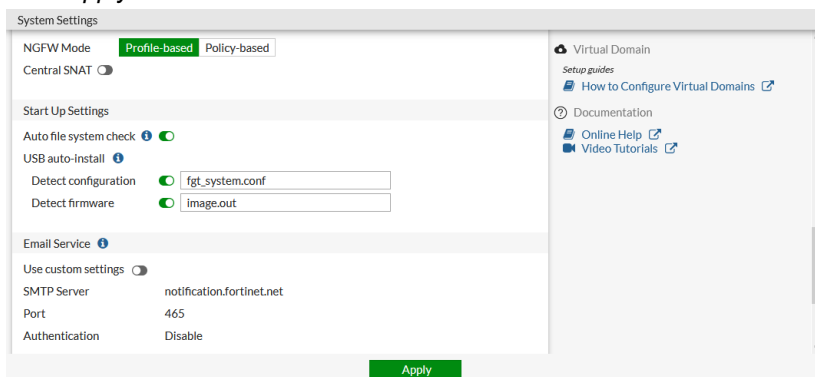 System Settings
NGFW Mode Profile-based Policy-based
Central SNAT
Start Up Settings
Auto file system check
USB auto-install
Detect configuration fgt_system.conf
Detect firmware image.out
Email Service
Use custom settings
SMTP Server notification.fortinet.net
Port 465
Authentication Disable
Virtual Domain
Setup guides
How to Configure Virtual Domains
Documentation
Online Help
Video Tutorials
Apply